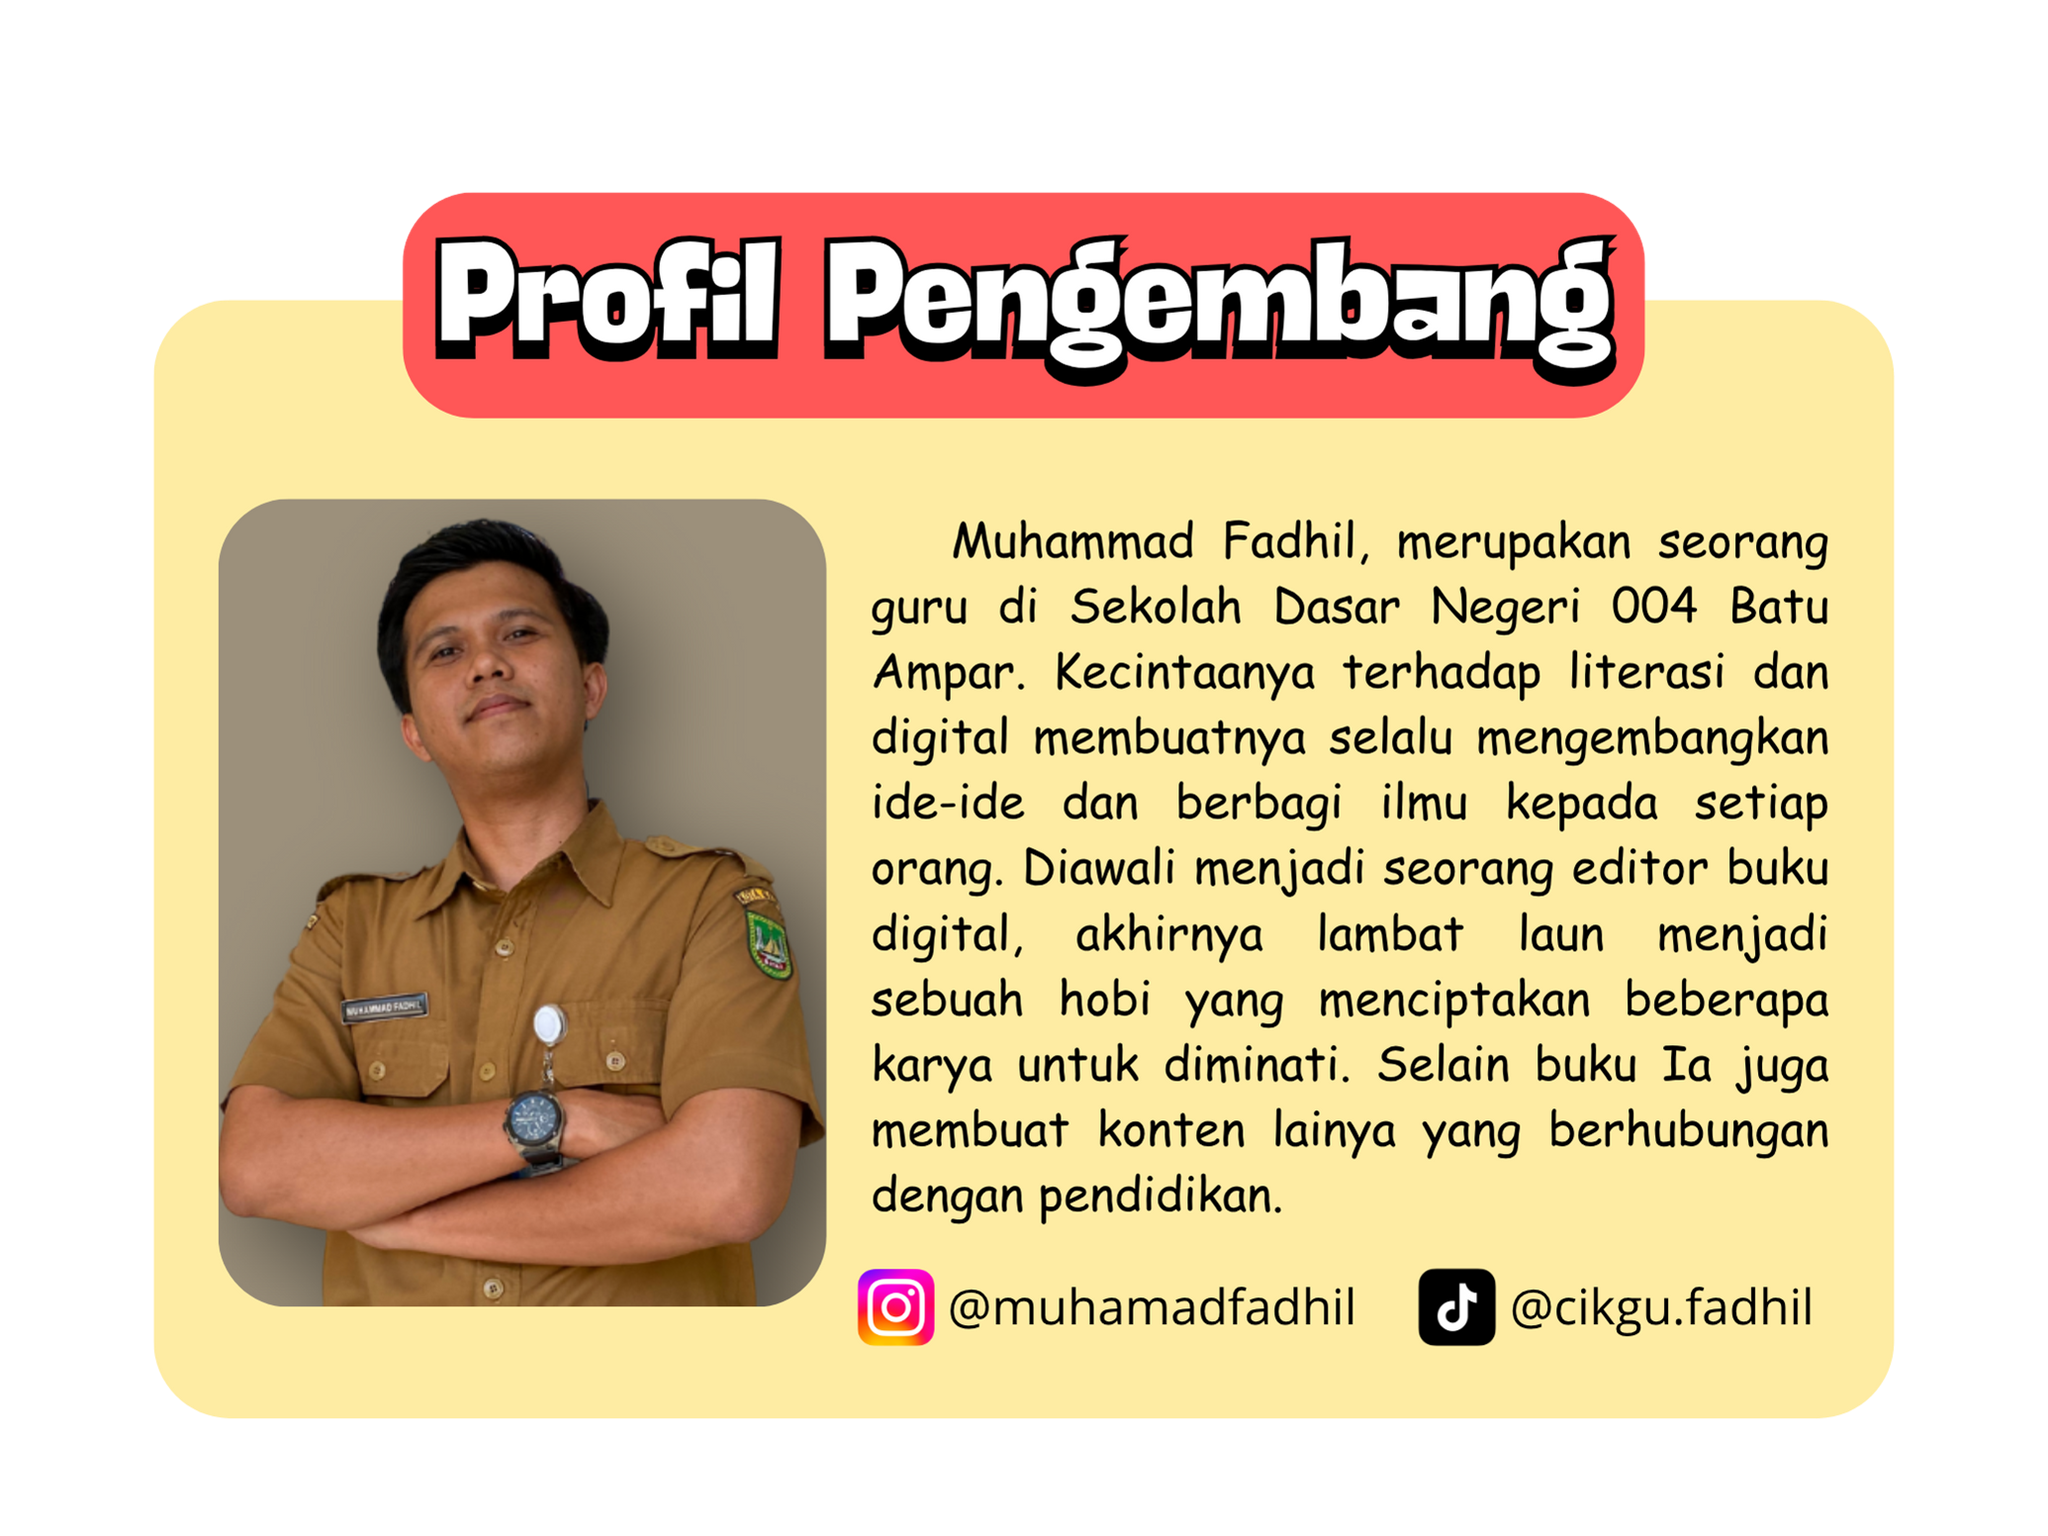 Profil Pengembang
Muhammad Fadhil, merupakan seorang
guru di Sekolah Dasar Negeri 004 Batu
Ampar. Kecintaanya terhadap literasi dan
digital membuatnya selalu mengembangkan
ide-ide dan berbagi ilmu kepada setiap
orang. Diawali menjadi seorang editor buku
digital, akhirnya lambat laun menjadi
sebuah hobi yang menciptakan beberapa
karya untuk diminati. Selain buku Ia juga
membuat konten lainya yang berhubungan
dengan pendidikan.
@muhamadfadhil @cikgu.fadhil
MUHAMMAD FADHIL